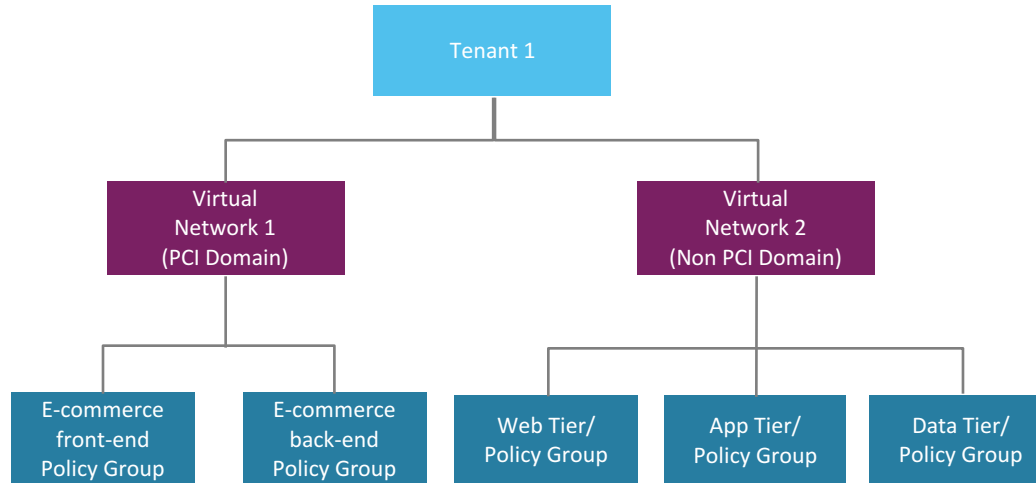 Tenant 1
Virtual
Network 1
(PCI Domain)
Virtual
Network 2
(Non PCI Domain)
E-commerce
front-end
Policy Group
E-commerce
back-end
Policy Group
Web Tier/
Policy Group
App Tier/
Policy Group
Data Tier/
Policy Group